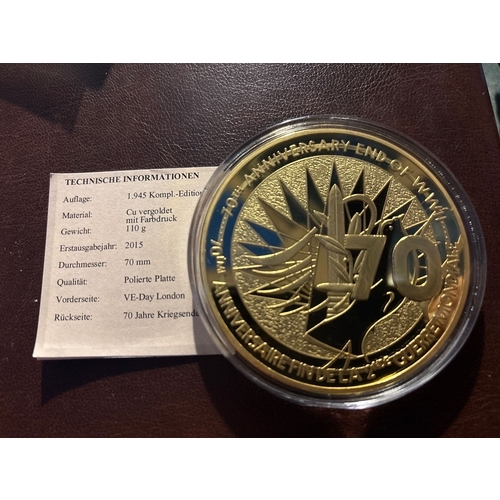 TECHNISCHE INFORMATIONEN
Auflage: 1.945 Kompl.-Edition
Material: Cu vergoldet
mit Farbdruck
Gewicht: 110 g
Erstausgabejahr: 2015
Durchmesser: 70 mm
Qualität: Polierte Platte
Vorderseite: VE-Day London
Rückseite: 70 Jahre Kriegsende
70TH ANNIVERSARY END OF WWII
70
ANNIVERSAIRE FIN DE LA 2ME GUERRE MONDIALE